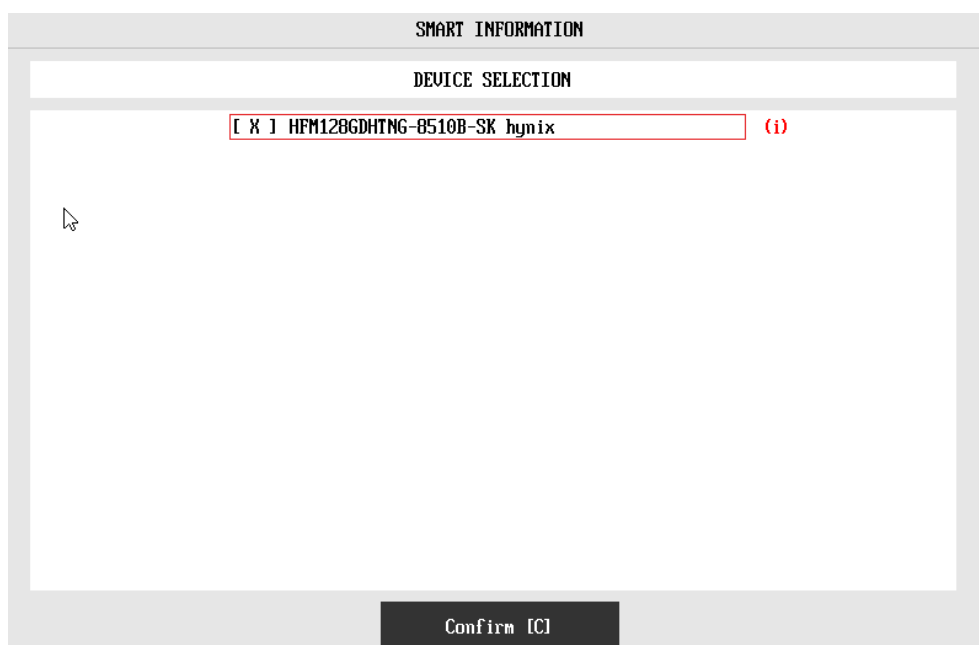 SMART INFORMATION
DEVICE SELECTION
[ X ] HFM128GDHTNG-8510B-SK hynix (i)
Confirm [C]